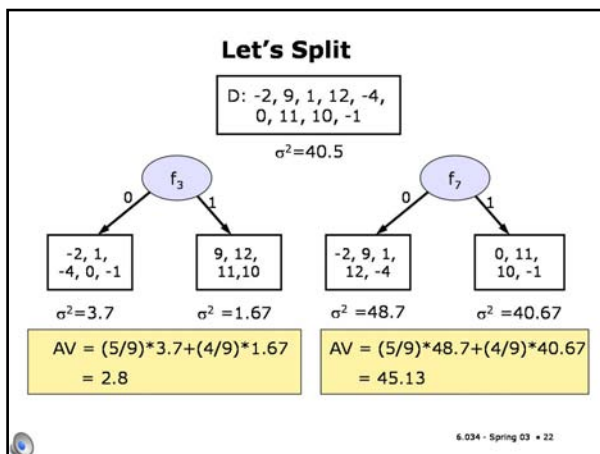 Let's Split
D: -2, 9, 1, 12, -4,
0, 11, 10, -1
σ²=40.5
f₃
f₇
0
1
0
1
-2, 1,
-4, 0, -1
9, 12,
11,10
-2, 9, 1,
12, -4
0, 11,
10, -1
σ²=3.7
σ²=1.67
σ²=48.7
σ²=40.67
AV = (5/9)*3.7+(4/9)*1.67
= 2.8
AV = (5/9)*48.7+(4/9)*40.67
= 45.13
6.034 - Spring 03 • 22